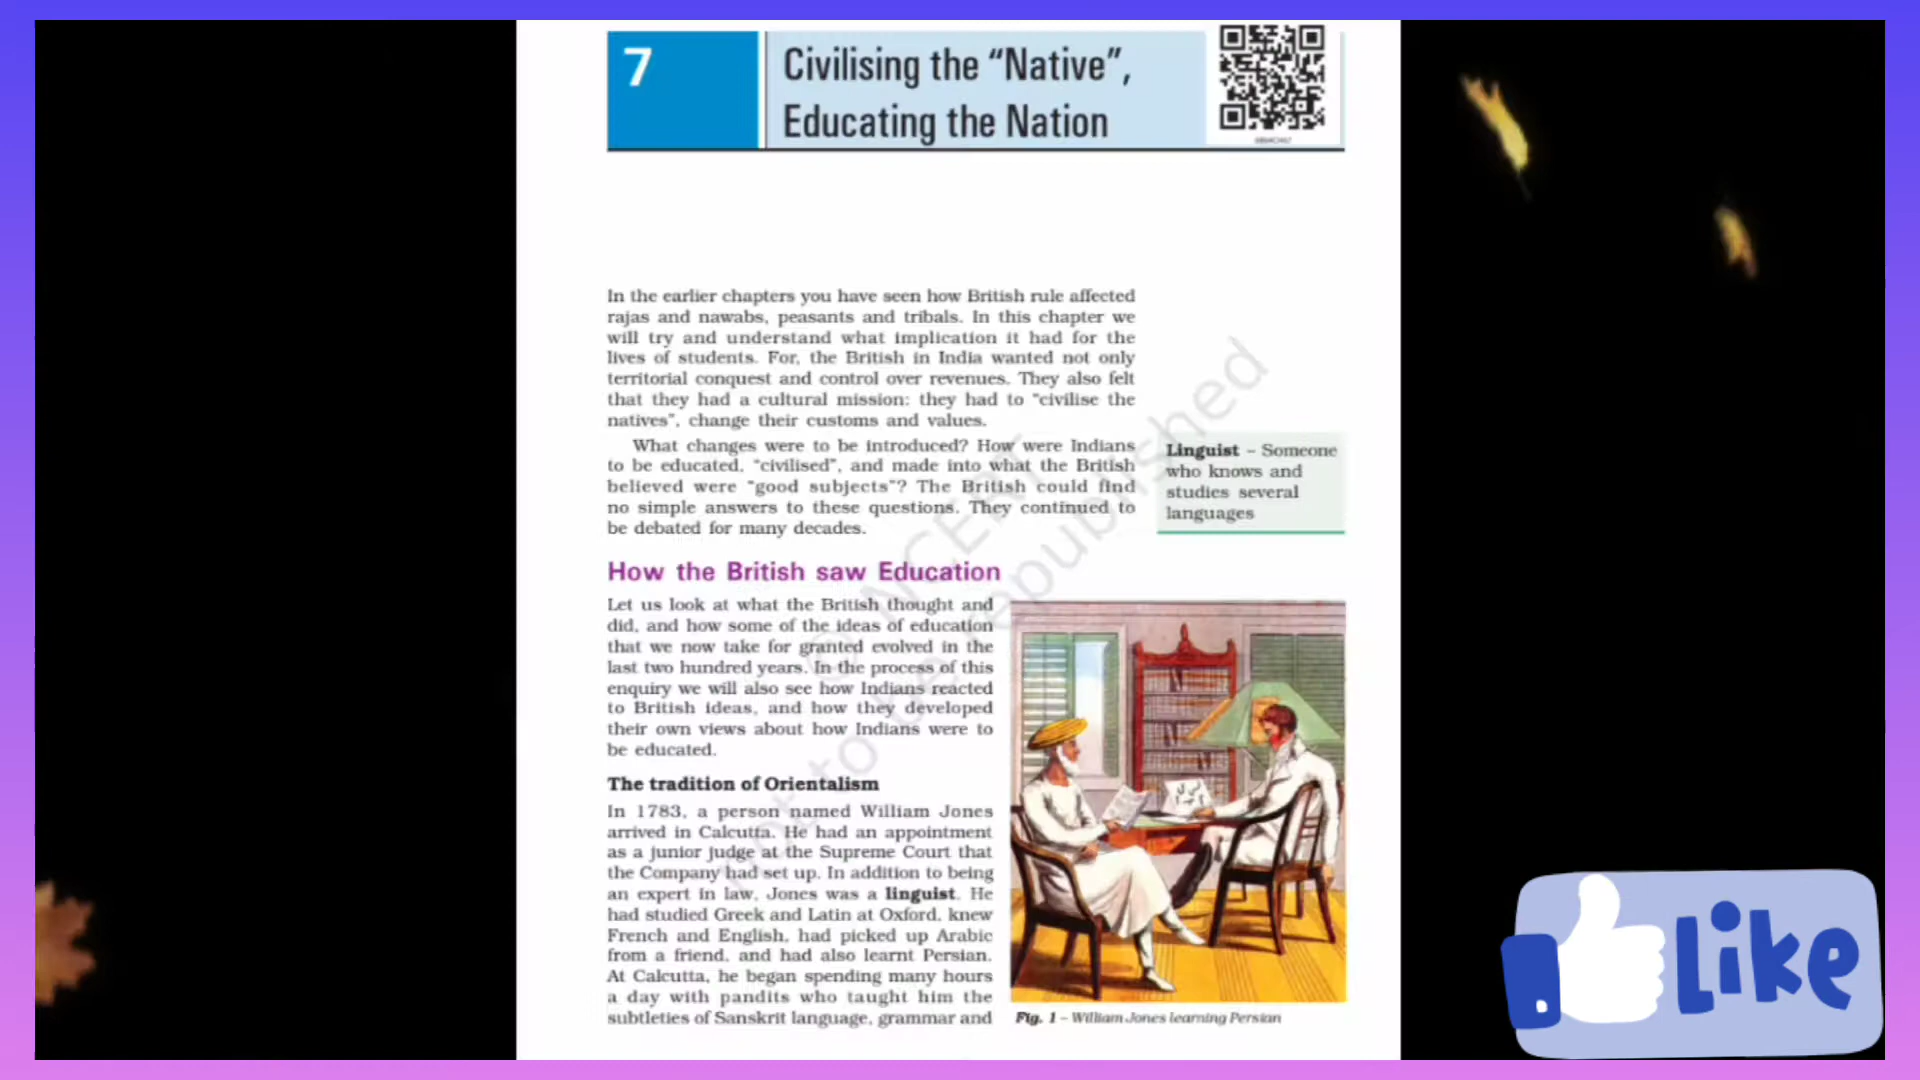 7
Civilising the “Native”,
Educating the Nation
In the earlier chapters you have seen how British rule affected
rajas and nawabs, peasants and tribals. In this chapter we
will try and understand what implication it had for the
lives of students. For, the British in India wanted not only
territorial conquest and control over revenues. They also felt
that they had a cultural mission: they had to “civilise the
natives”, change their customs and values.
What changes were to be introduced? How were Indians
to be educated, “civilised”, and made into what the British
believed were “good subjects”? The British could find
no simple answers to these questions. They continued to
be debated for many decades.
Linguist – Someone
who knows and
studies several
languages
How the British saw Education
Let us look at what the British thought and
did, and how some of the ideas of education
that we now take for granted evolved in the
last two hundred years. In the process of this
enquiry we will also see how Indians reacted
to British ideas, and how they developed
their own views about how Indians were to
be educated.
The tradition of Orientalism
In 1783, a person named William Jones
arrived in Calcutta. He had an appointment
as a junior judge at the Supreme Court that
the Company had set up. In addition to being
an expert in law, Jones was a linguist. He
had studied Greek and Latin at Oxford, knew
French and English, had picked up Arabic
from a friend, and had also learnt Persian.
At Calcutta, he began spending many hours
a day with pandits who taught him the
subtleties of Sanskrit language, grammar and
Fig. 1 – William Jones learning Persian
© NCERT
not to be republished
Like